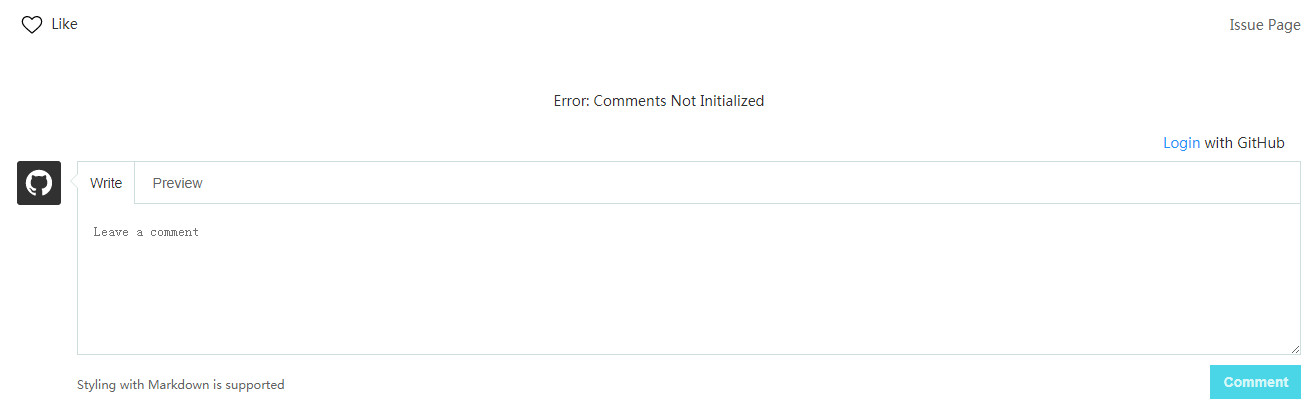 Like
Issue Page
Error: Comments Not Initialized
Login with GitHub
Write
Preview
Leave a comment
Styling with Markdown is supported
Comment